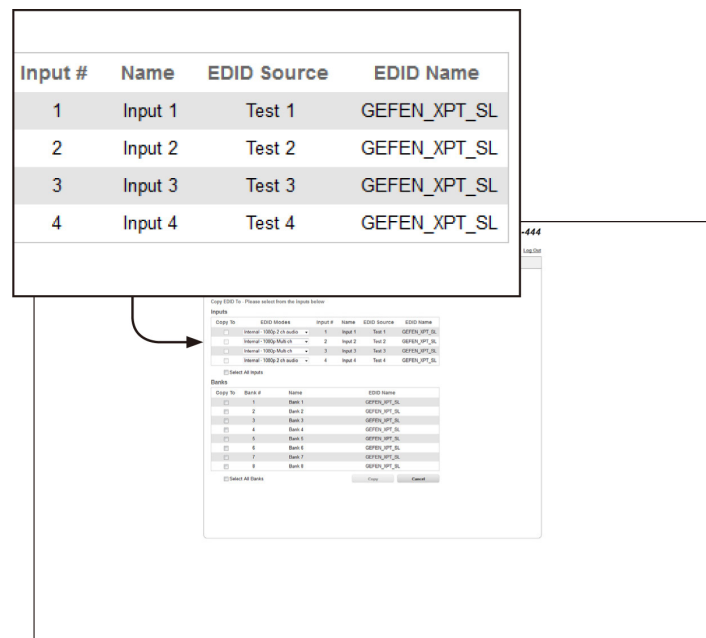 Input # Name EDID Source EDID Name
1 Input 1 Test 1 GEFEN_XPT_SL
2 Input 2 Test 2 GEFEN_XPT_SL
3 Input 3 Test 3 GEFEN_XPT_SL
4 Input 4 Test 4 GEFEN_XPT_SL
-444
Log Out
Copy EDID To - Please select from the Inputs below
Inputs
Copy To EDID Modes Input # Name EDID Source EDID Name
Internal - 1080p 2 ch audio 1 Input 1 Test 1 GEFEN_XPT_SL
Internal - 1080p Multi ch 2 Input 2 Test 2 GEFEN_XPT_SL
Internal - 1080p Multi ch 3 Input 3 Test 3 GEFEN_XPT_SL
Internal - 1080p 2 ch audio 4 Input 4 Test 4 GEFEN_XPT_SL
Select All Inputs
Banks
Copy To Bank # Name EDID Name
1 Bank 1 GEFEN_XPT_SL
2 Bank 2 GEFEN_XPT_SL
3 Bank 3 GEFEN_XPT_SL
4 Bank 4 GEFEN_XPT_SL
5 Bank 5 GEFEN_XPT_SL
6 Bank 6 GEFEN_XPT_SL
7 Bank 7 GEFEN_XPT_SL
8 Bank 8 GEFEN_XPT_SL
Select All Banks Copy Cancel